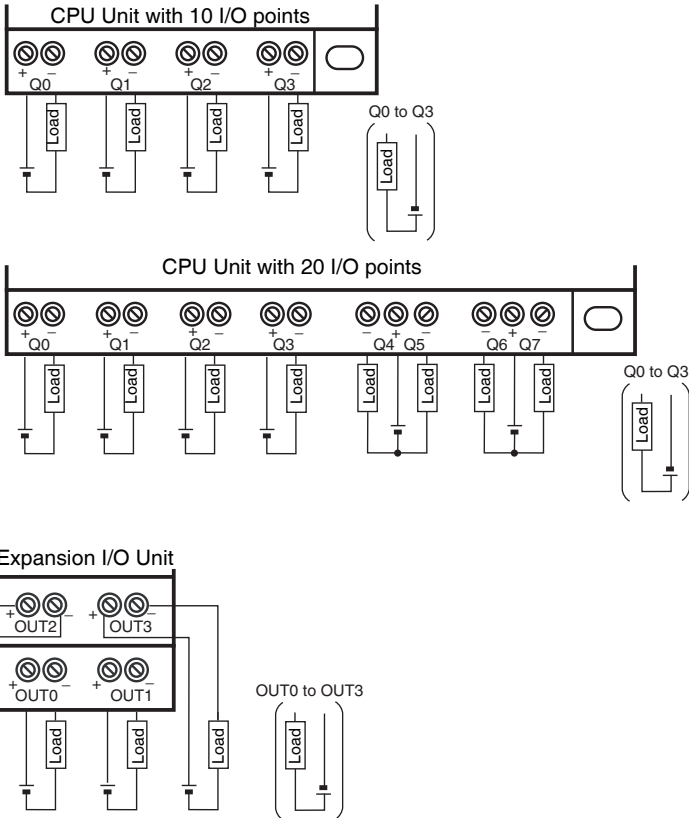 CPU Unit with 10 I/O points
+ − + − + − + −
Q0 Q1 Q2 Q3
Load Load Load Load
Q0 to Q3
Load
CPU Unit with 20 I/O points
+ − + − + − + − − + − − + −
Q0 Q1 Q2 Q3 Q4 Q5 Q6 Q7
Load Load Load Load Load Load Load Load
Q0 to Q3
Load
Expansion I/O Unit
+ − + −
OUT2 OUT3
+ − + −
OUT0 OUT1
Load Load Load
OUT0 to OUT3
Load